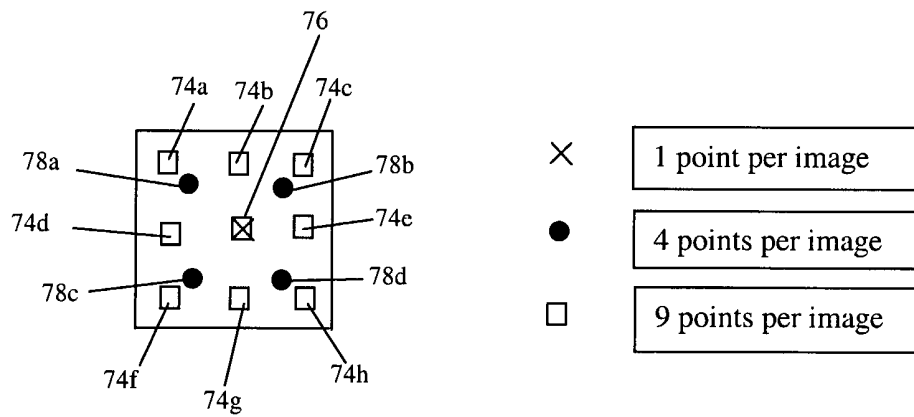 76
74a
74b
74c
78a
78b
74d
74e
78c
78d
74f
74g
74h
1 point per image
4 points per image
9 points per image